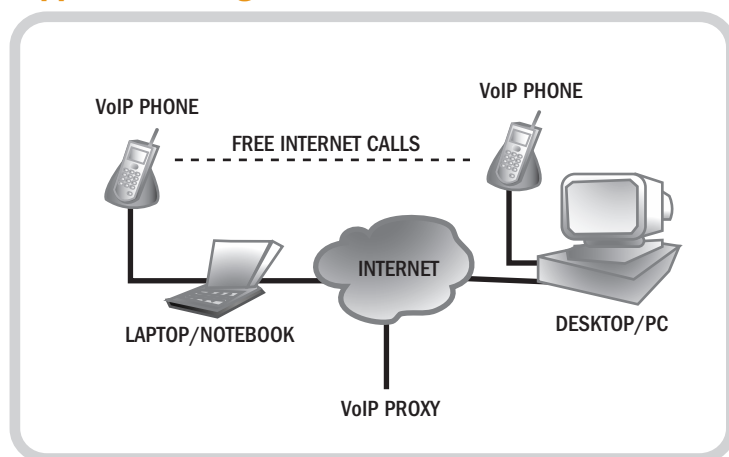 VoIP PHONE
VoIP PHONE
FREE INTERNET CALLS
INTERNET
LAPTOP/NOTEBOOK
DESKTOP/PC
VoIP PROXY